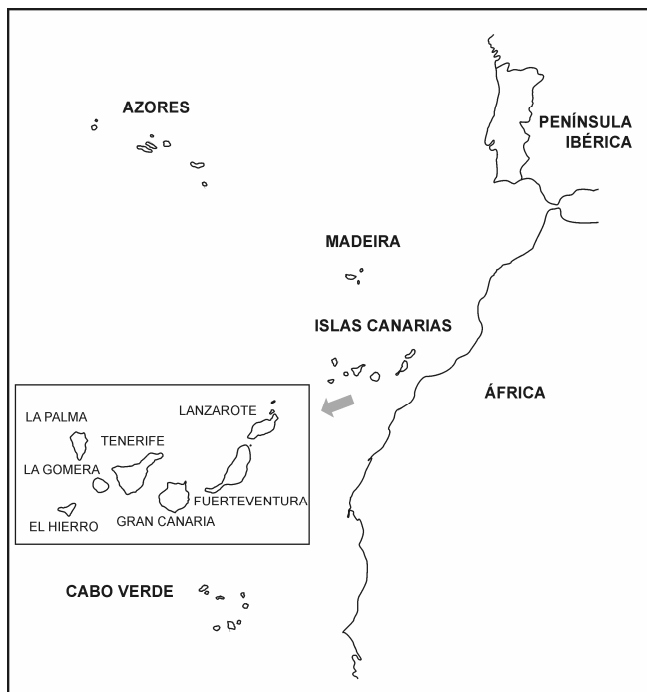 AZORES
PENÍNSULA
IBÉRICA
MADEIRA
ISLAS CANARIAS
ÁFRICA
LANZAROTE
LA PALMA
TENERIFE
LA GOMERA
FUERTEVENTURA
EL HIERRO
GRAN CANARIA
CABO VERDE